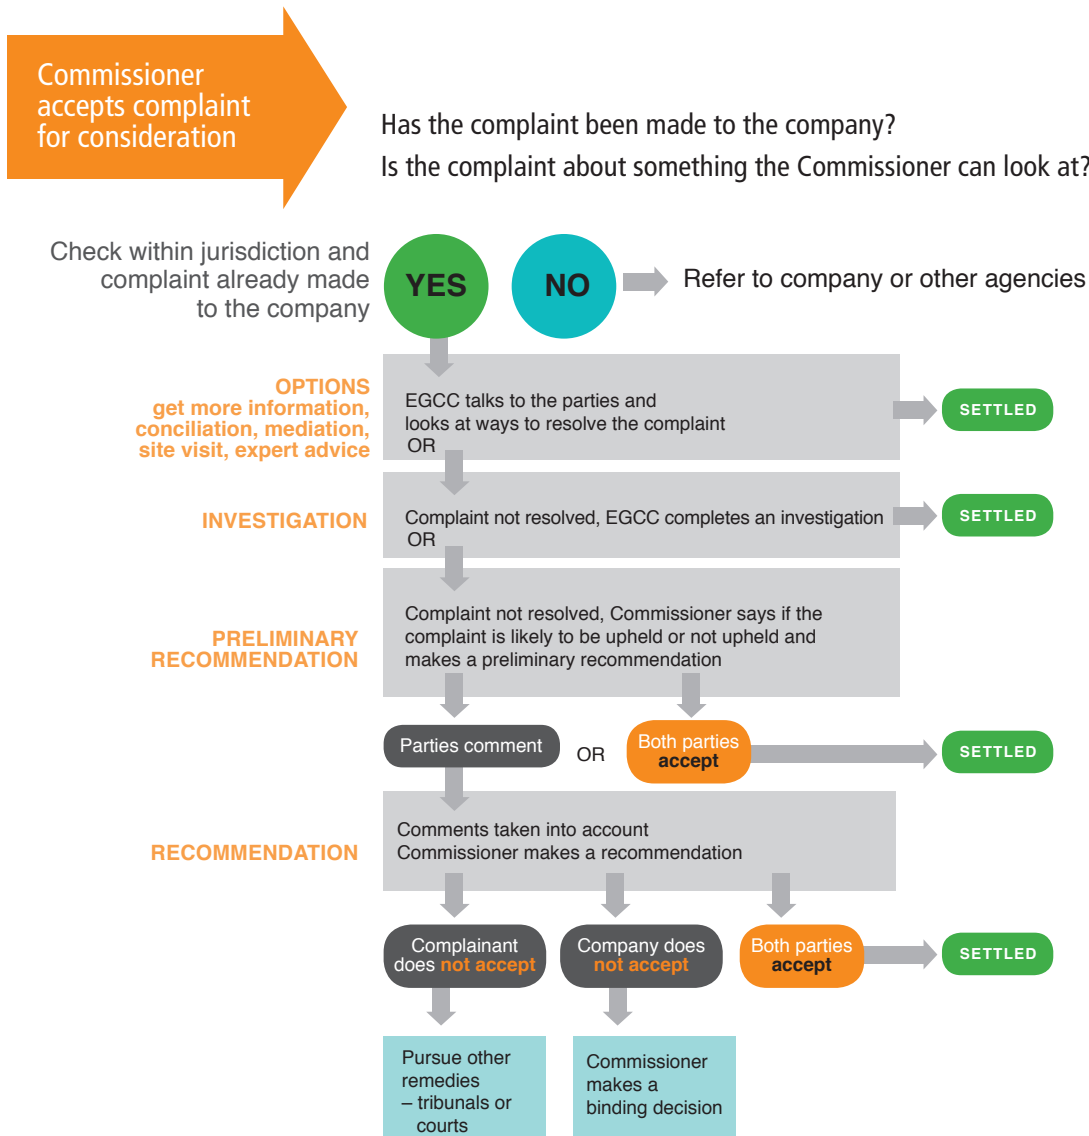 Commissioner
accepts complaint
for consideration
Has the complaint been made to the company?
Is the complaint about something the Commissioner can look at?
Check within jurisdiction and
complaint already made
to the company
YES
NO
Refer to company or other agencies
OPTIONS
get more information,
conciliation, mediation,
site visit, expert advice
EGCC talks to the parties and
looks at ways to resolve the complaint
OR
SETTLED
INVESTIGATION
Complaint not resolved, EGCC completes an investigation
OR
SETTLED
PRELIMINARY
RECOMMENDATION
Complaint not resolved, Commissioner says if the
complaint is likely to be upheld or not upheld and
makes a preliminary recommendation
Parties comment
OR
Both parties
accept
SETTLED
RECOMMENDATION
Comments taken into account
Commissioner makes a recommendation
Complainant
does not accept
Company does
not accept
Both parties
accept
SETTLED
Pursue other
remedies
– tribunals or
courts
Commissioner
makes a
binding decision